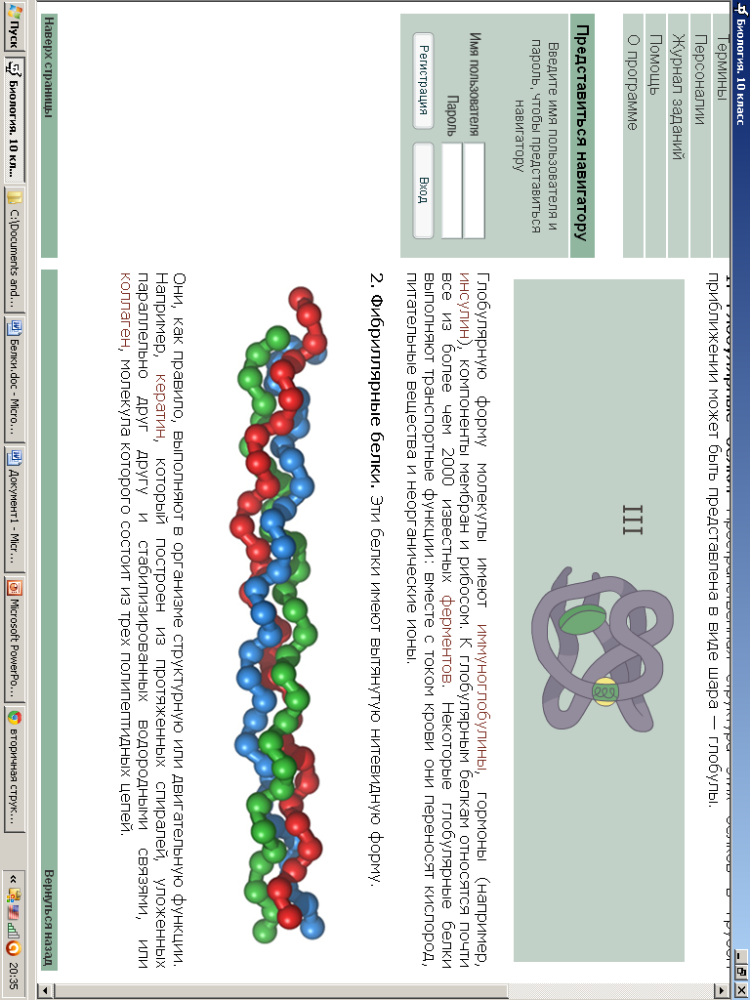 Биология. 10 класс
Термины
Персоналии
Журнал заданий
Помощь
О программе
Представиться навигатору
Введите имя пользователя и
пароль, чтобы представиться
навигатору
Имя пользователя
Пароль
Регистрация
Вход
приближении может быть представлена в виде шара — глобулы.
III
Глобулярную форму молекулы имеют иммуноглобулины, гормоны (например,
инсулин), компоненты мембран и рибосом. К глобулярным белкам относятся почти
все из более чем 2000 известных ферментов. Некоторые глобулярные белки
выполняют транспортные функции: вместе с током крови они переносят кислород,
питательные вещества и неорганические ионы.
2. Фибриллярные белки. Эти белки имеют вытянутую нитевидную форму.
Они, как правило, выполняют в организме структурную или двигательную функции.
Например, кератин, который построен из протяженных спиралей, уложенных
параллельно друг другу и стабилизированных водородными связями, или
коллаген, молекула которого состоит из трех полипептидных цепей.
Наверх страницы
Вернуться назад
Пуск
Биология. 10 кл...
C:\Documents and...
Белки.doc - Micro...
Документ1 - Micr...
Microsoft PowerPo...
вторичная струк...
«
20:35